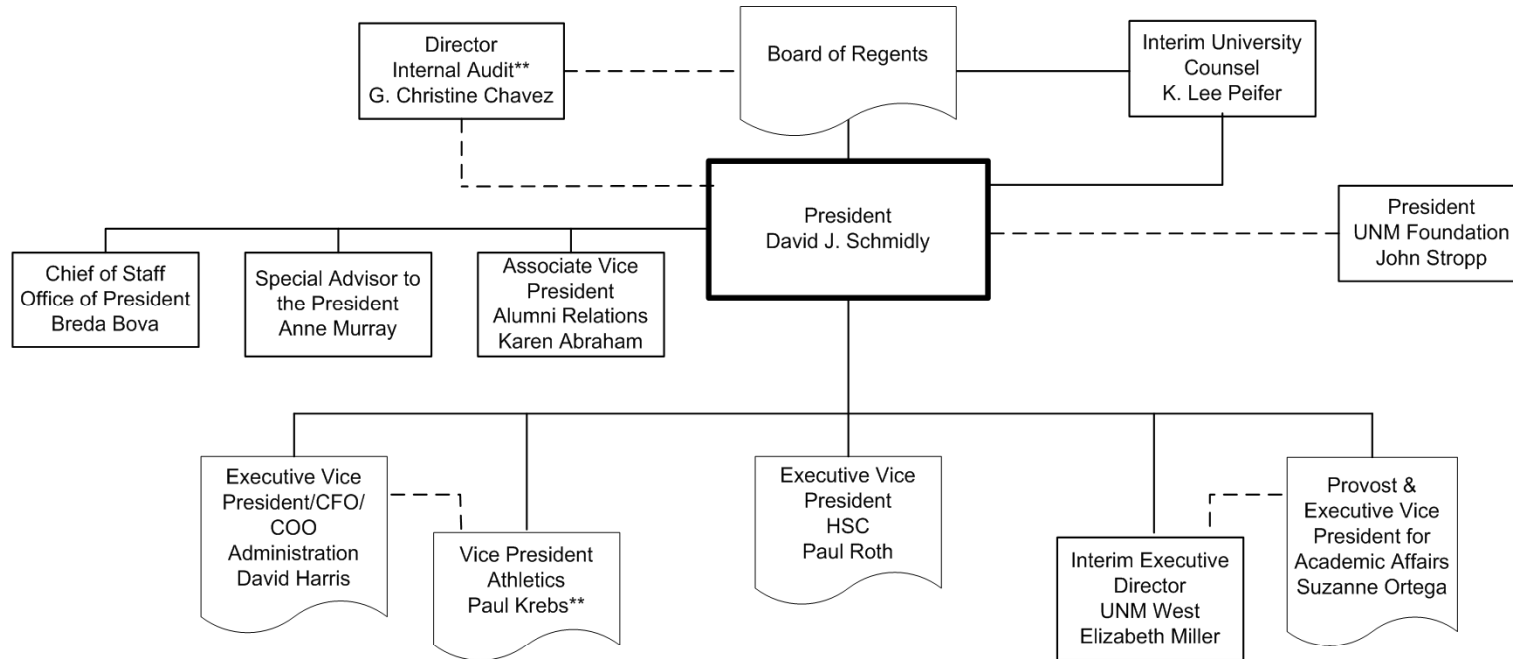 Director
Internal Audit**
G. Christine Chavez
Board of Regents
Interim University
Counsel
K. Lee Peifer
President
David J. Schmidly
President
UNM Foundation
John Stropp
Chief of Staff
Office of President
Breda Bova
Special Advisor to
the President
Anne Murray
Associate Vice
President
Alumni Relations
Karen Abraham
Executive Vice
President/CFO/
COO
Administration
David Harris
Vice President
Athletics
Paul Krebs**
Executive Vice
President
HSC
Paul Roth
Interim Executive
Director
UNM West
Elizabeth Miller
Provost &
Executive Vice
President for
Academic Affairs
Suzanne Ortega